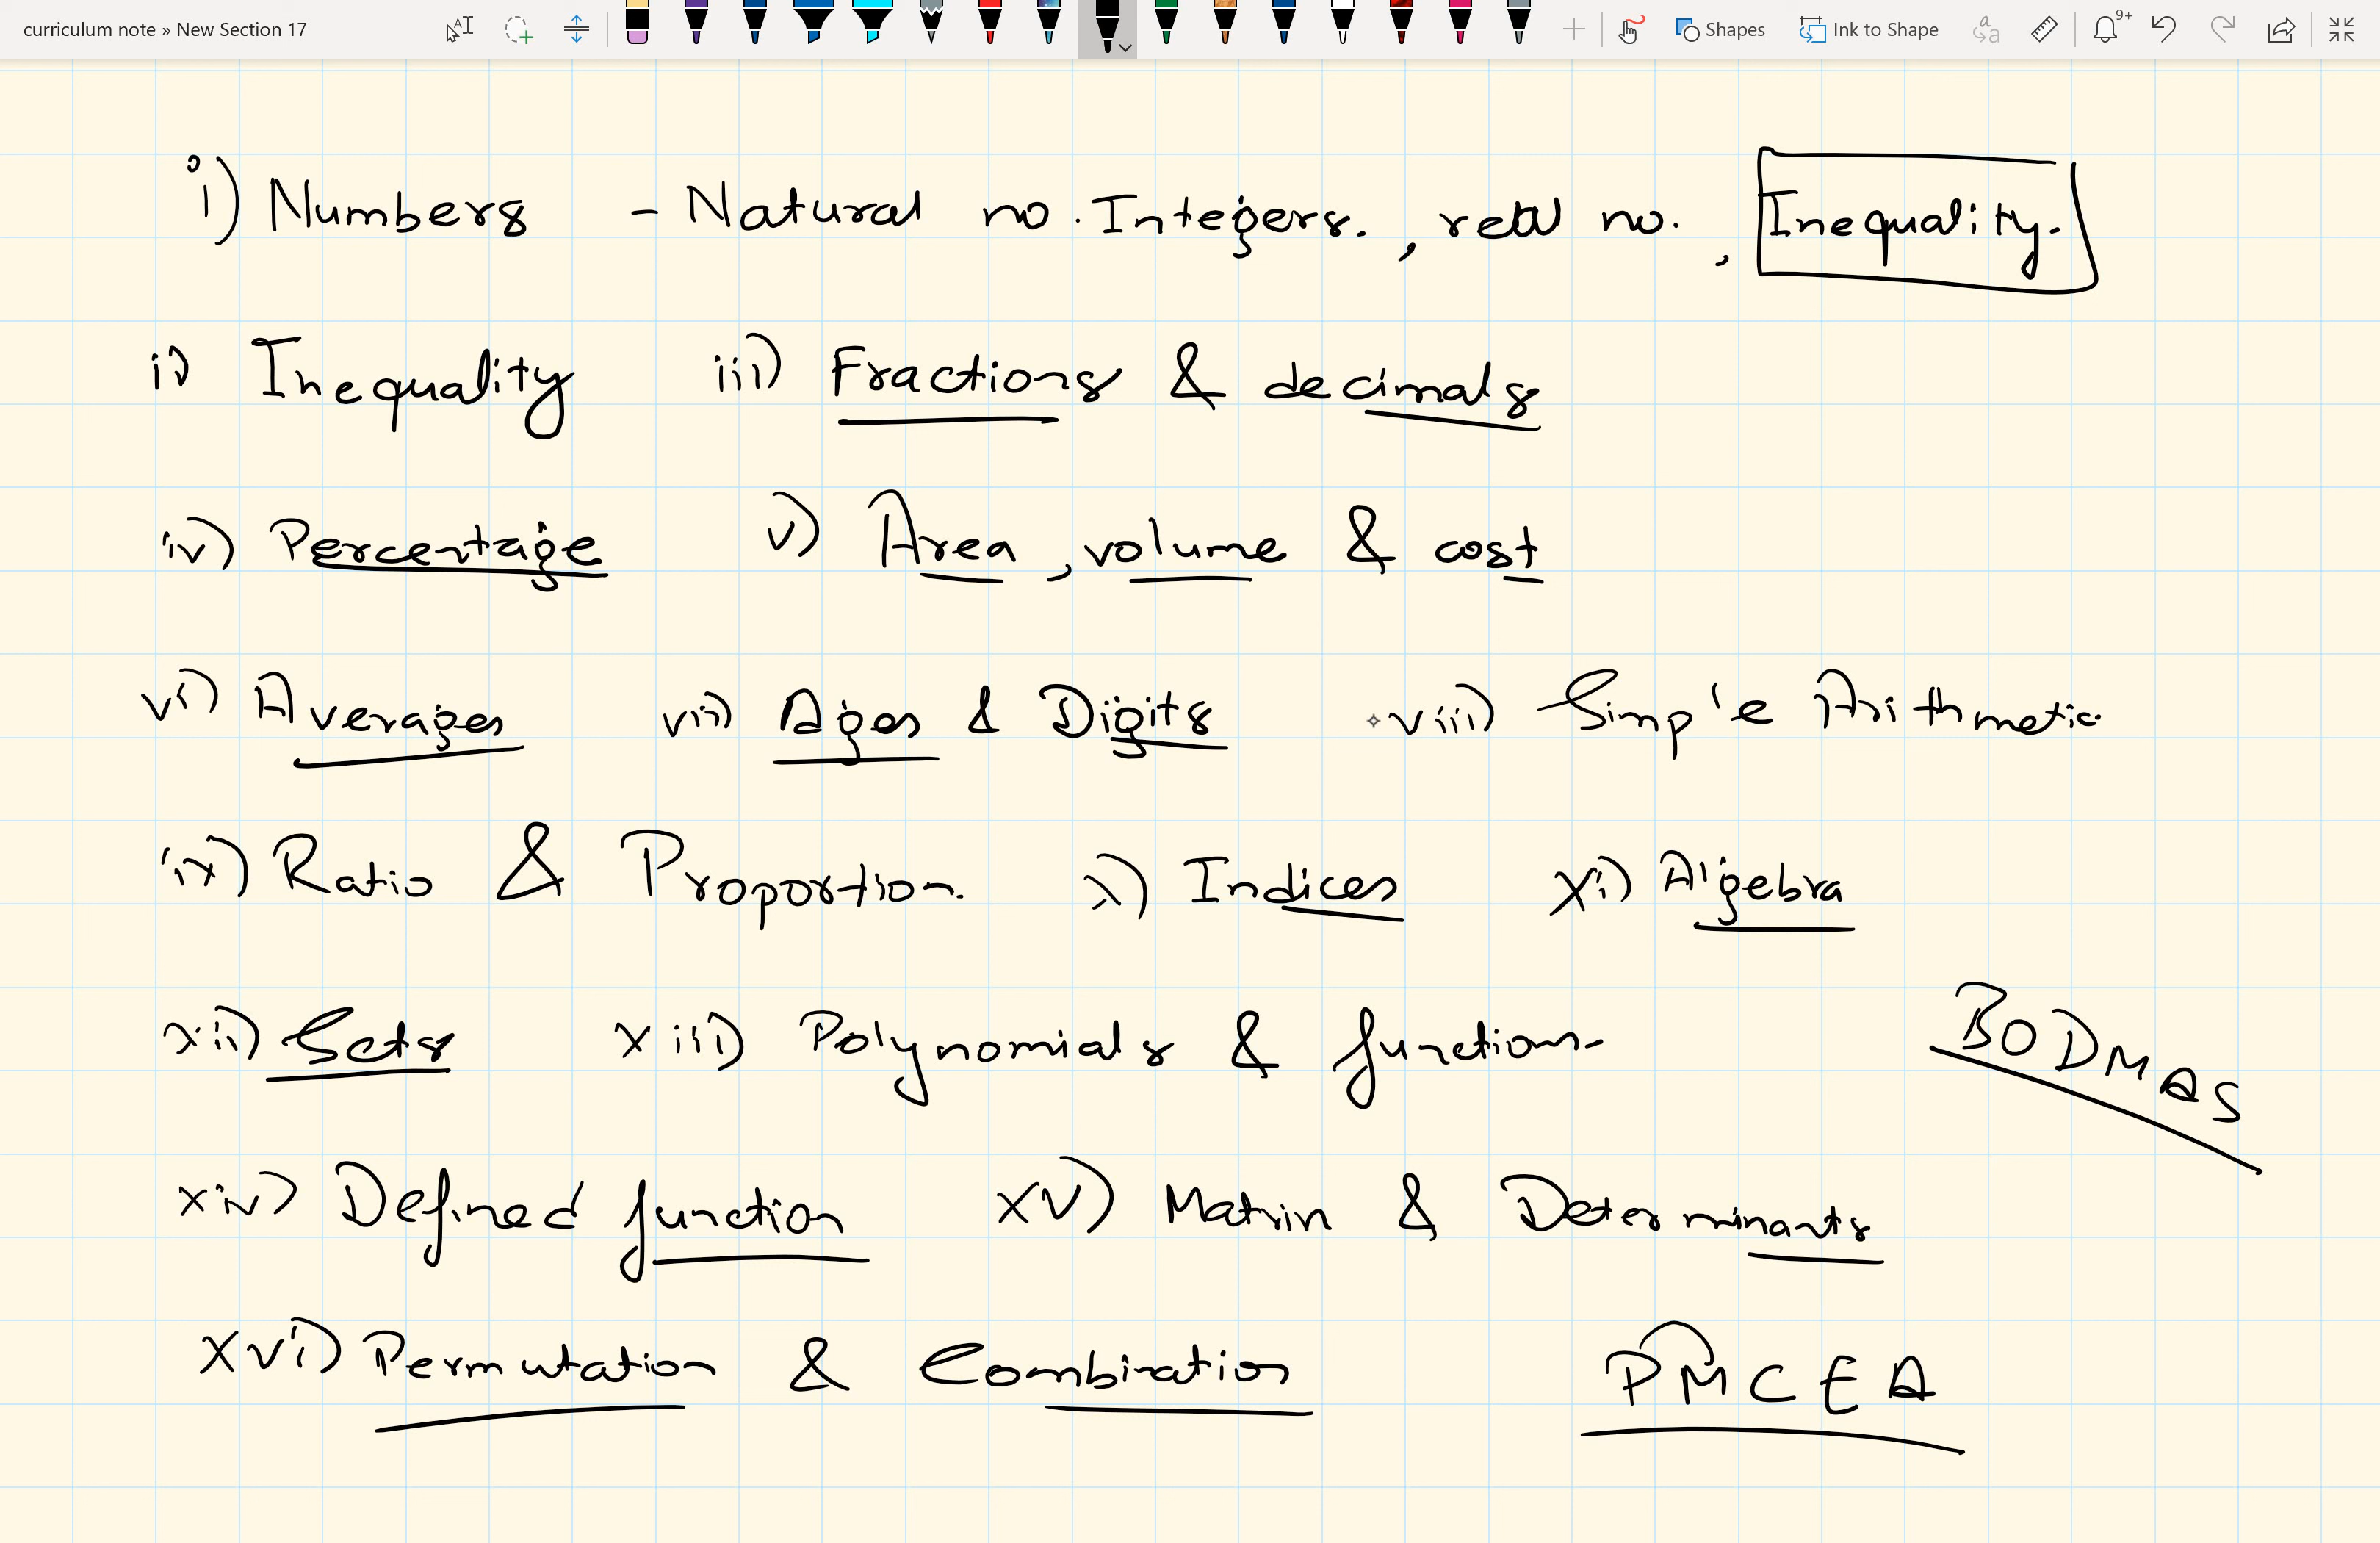 curriculum note » New Section 17
Shapes Ink to Shape 9+
i) Numbers - Natural no. Integers. , real no. , Inequality.
ii) Inequality iii) Fractions & decimals
iv) Percentage v) Area, volume & cost
vi) Averages vii) Ages & Digits viii) Simple Arithmetic
ix) Ratio & Proportion. x) Indices xi) Algebra
xii) Sets xiii) Polynomials & function-
BODMAS
xiv) Defined function xv) Matrix & Determinants
xvi) Permutation & Combination PMCEA